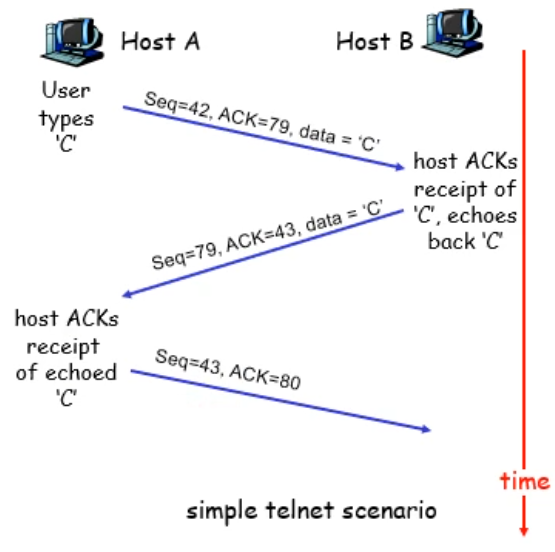 Host A
Host B
User
types
'C'
Seq=42, ACK=79, data = 'C'
host ACKs
receipt of
'C', echoes
back 'C'
Seq=79, ACK=43, data = 'C'
host ACKs
receipt
of echoed
'C'
Seq=43, ACK=80
time
simple telnet scenario